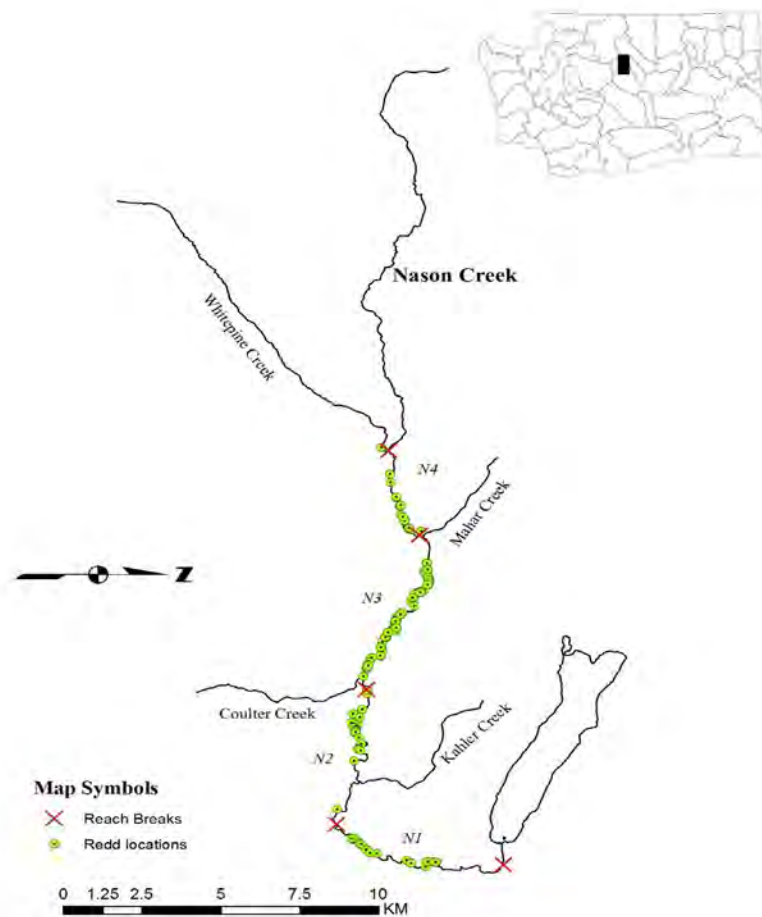 Nason Creek
Whitepine Creek
N4
Mahar Creek
N
N3
Coulter Creek
Kahler Creek
N2
Map Symbols
Reach Breaks
Redd locations
N1
0 1.25 2.5 5 7.5 10
KM